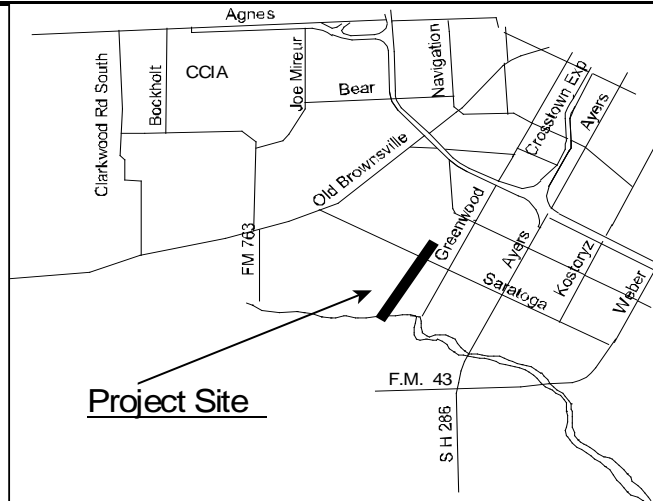 Agnes
Clarkwood Rd South
Bockholt
CCIA
Joe Mireur
Bear
Navigation
Crosstown Exp
Ayers
Old Brownsville
FM 763
Greenwood
Ayers
Saratoga
Kostoryz
Weber
Project Site
F.M. 43
S H 286